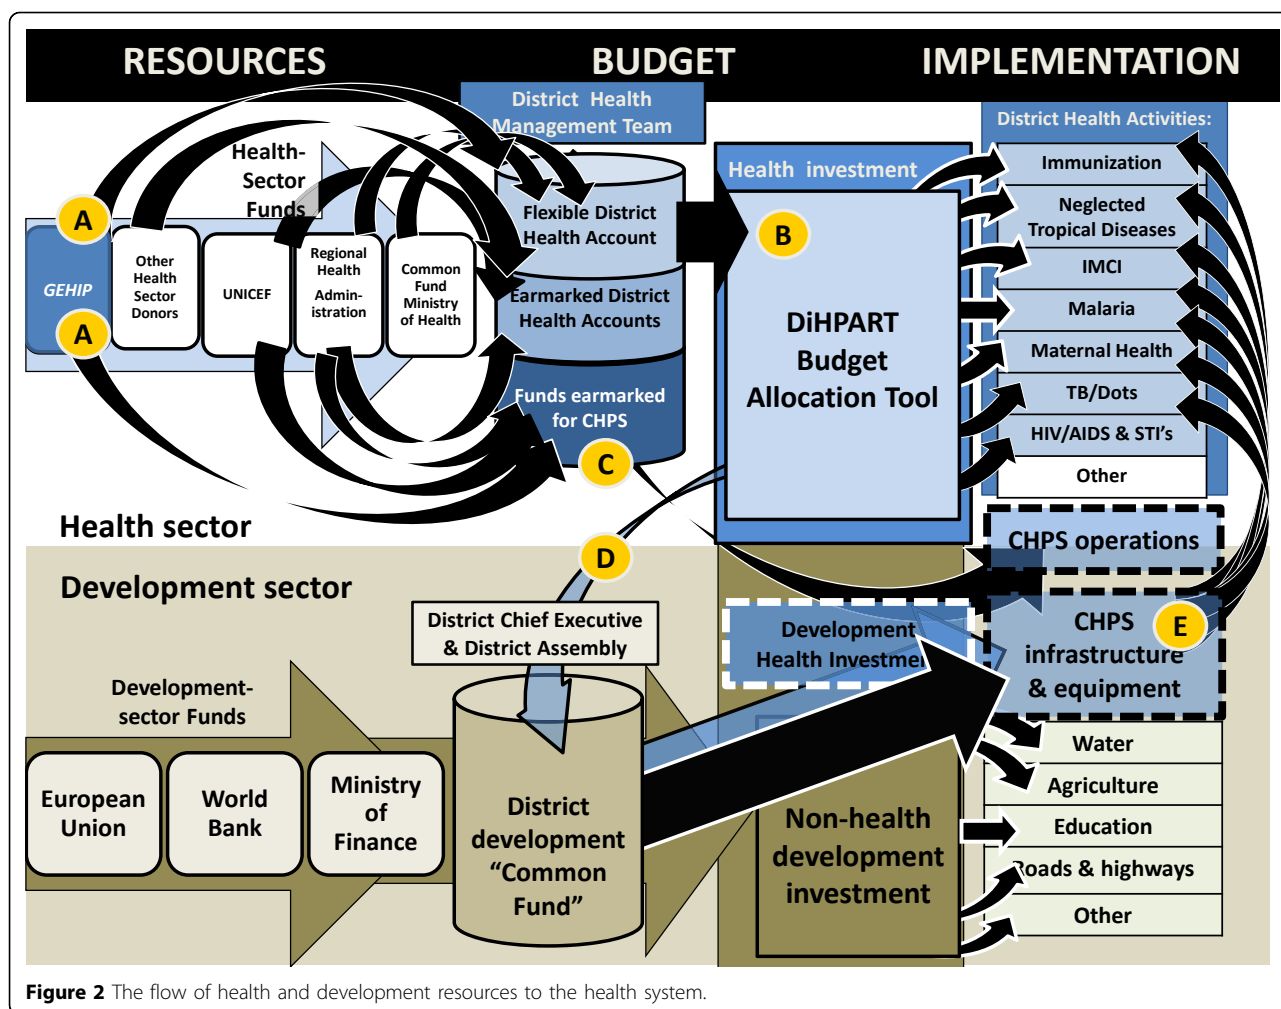 RESOURCES
BUDGET
IMPLEMENTATION
District Health
Management Team
District Health Activities:
Health-
Sector
Funds
A
GEHIP
A
Other
Health
Sector
Donors
UNICEF
Regional
Health
Admin-
istration
Common
Fund
Ministry
of Health
Flexible District
Health Account
Earmarked District
Health Accounts
Funds earmarked
for CHPS
C
Health investment
B
DiHPART
Budget
Allocation Tool
Immunization
Neglected
Tropical Diseases
IMCI
Malaria
Maternal Health
TB/Dots
HIV/AIDS & STI's
Other
Health sector
D
CHPS operations
Development sector
District Chief Executive
& District Assembly
Development
Health Investmen
CHPS
infrastructure
& equipment
E
Development-
sector Funds
European
Union
World
Bank
Ministry
of
Finance
District
development
“Common
Fund”
Non-health
development
investment
Water
Agriculture
Education
Roads & highways
Other
Figure 2 The flow of health and development resources to the health system.